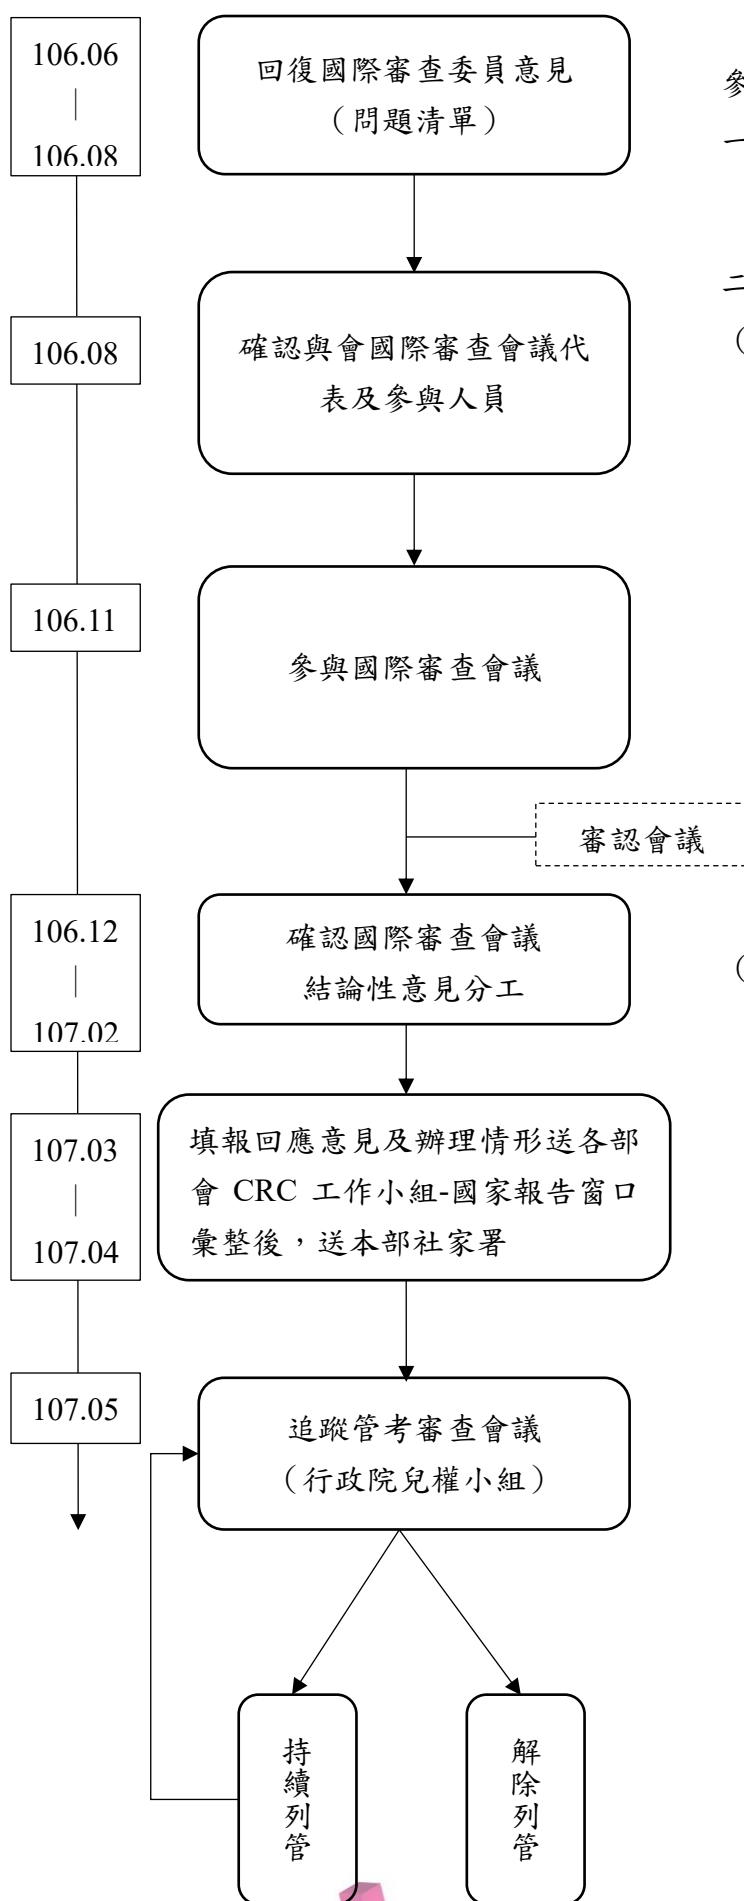 106.06
｜
106.08
回復國際審查委員意見
（問題清單）
參
一
二
（
106.08
確認與會國際審查會議代
表及參與人員
106.11
參與國際審查會議
審認會議
106.12
｜
107.02
確認國際審查會議
結論性意見分工
（
107.03
｜
107.04
填報回應意見及辦理情形送各部
會 CRC 工作小組-國家報告窗口
彙整後，送本部社家署
107.05
追蹤管考審查會議
（行政院兒權小組）
持續列管
解除列管